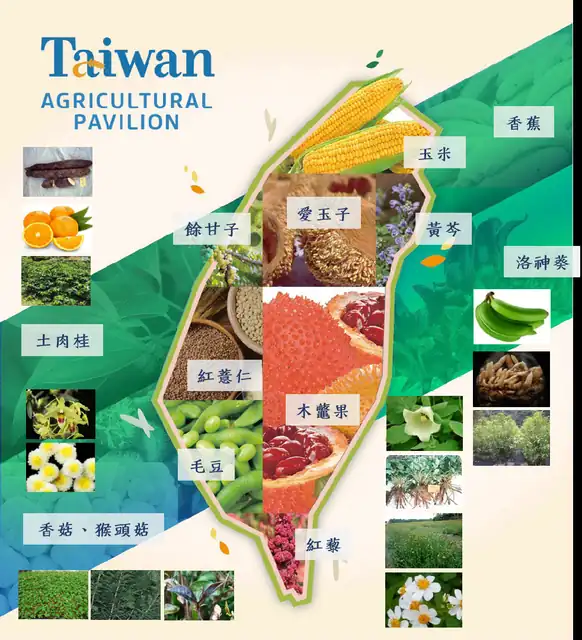 Taiwan
AGRICULTURAL
PAVILION
香蕉
玉米
愛玉子
餘甘子
黃芩
洛神葵
土肉桂
紅薏仁
木虌果
毛豆
香菇、猴頭菇
紅藜